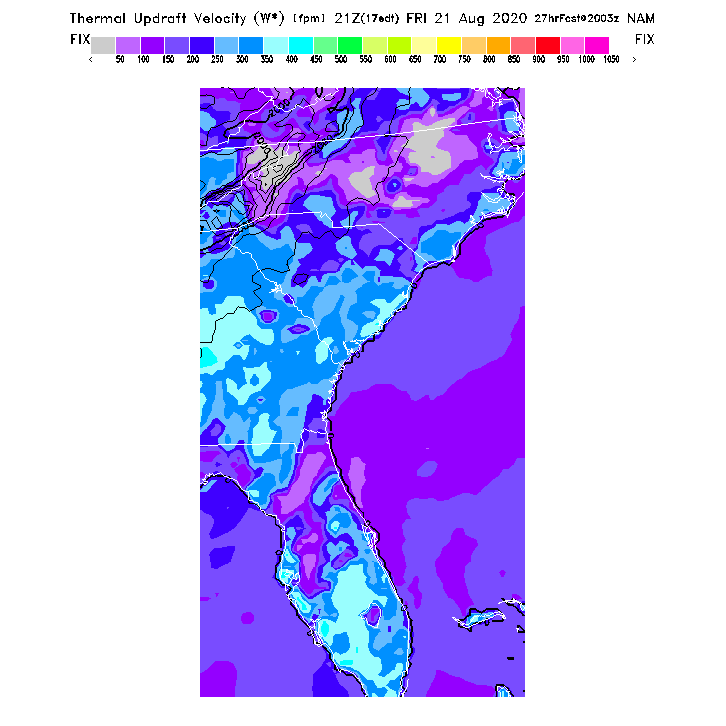 Thermal Updraft Velocity (W*) [fpm] 21Z(17edt) FRI 21 Aug 2020 27hrFcst@2003z NAM
FIX FIX
< 50 100 150 200 250 300 350 400 450 500 550 600 650 700 750 800 850 900 950 1000 1050 >